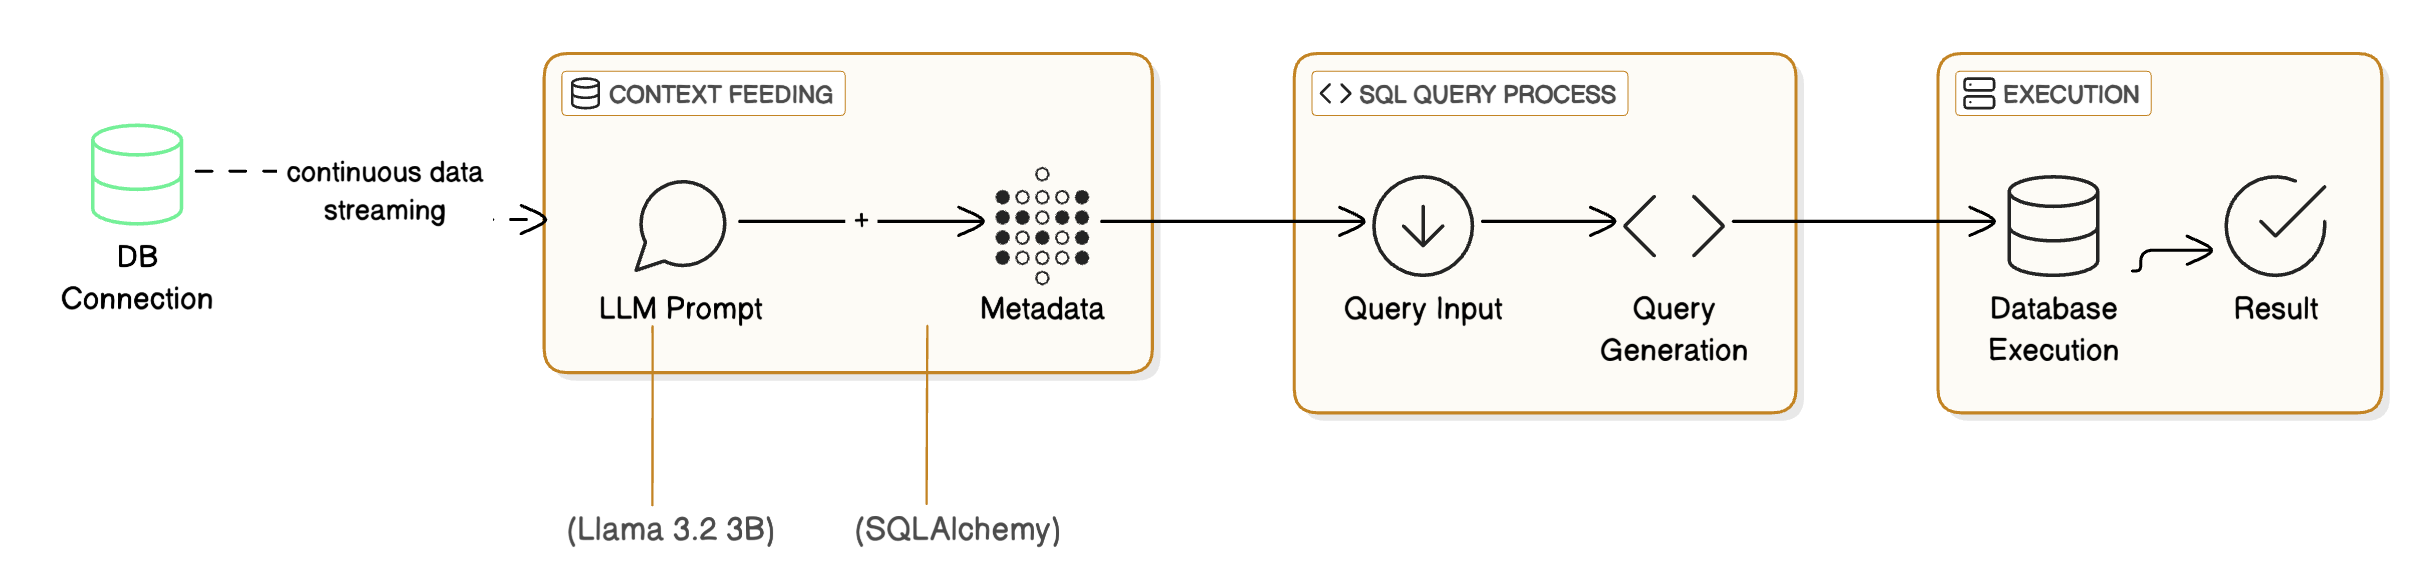 CONTEXT FEEDING
SQL QUERY PROCESS
EXECUTION
continuous data
streaming
+
DB
Connection
LLM Prompt
Metadata
Query Input
Query
Generation
Database
Execution
Result
(Llama 3.2 3B)
(SQLAlchemy)